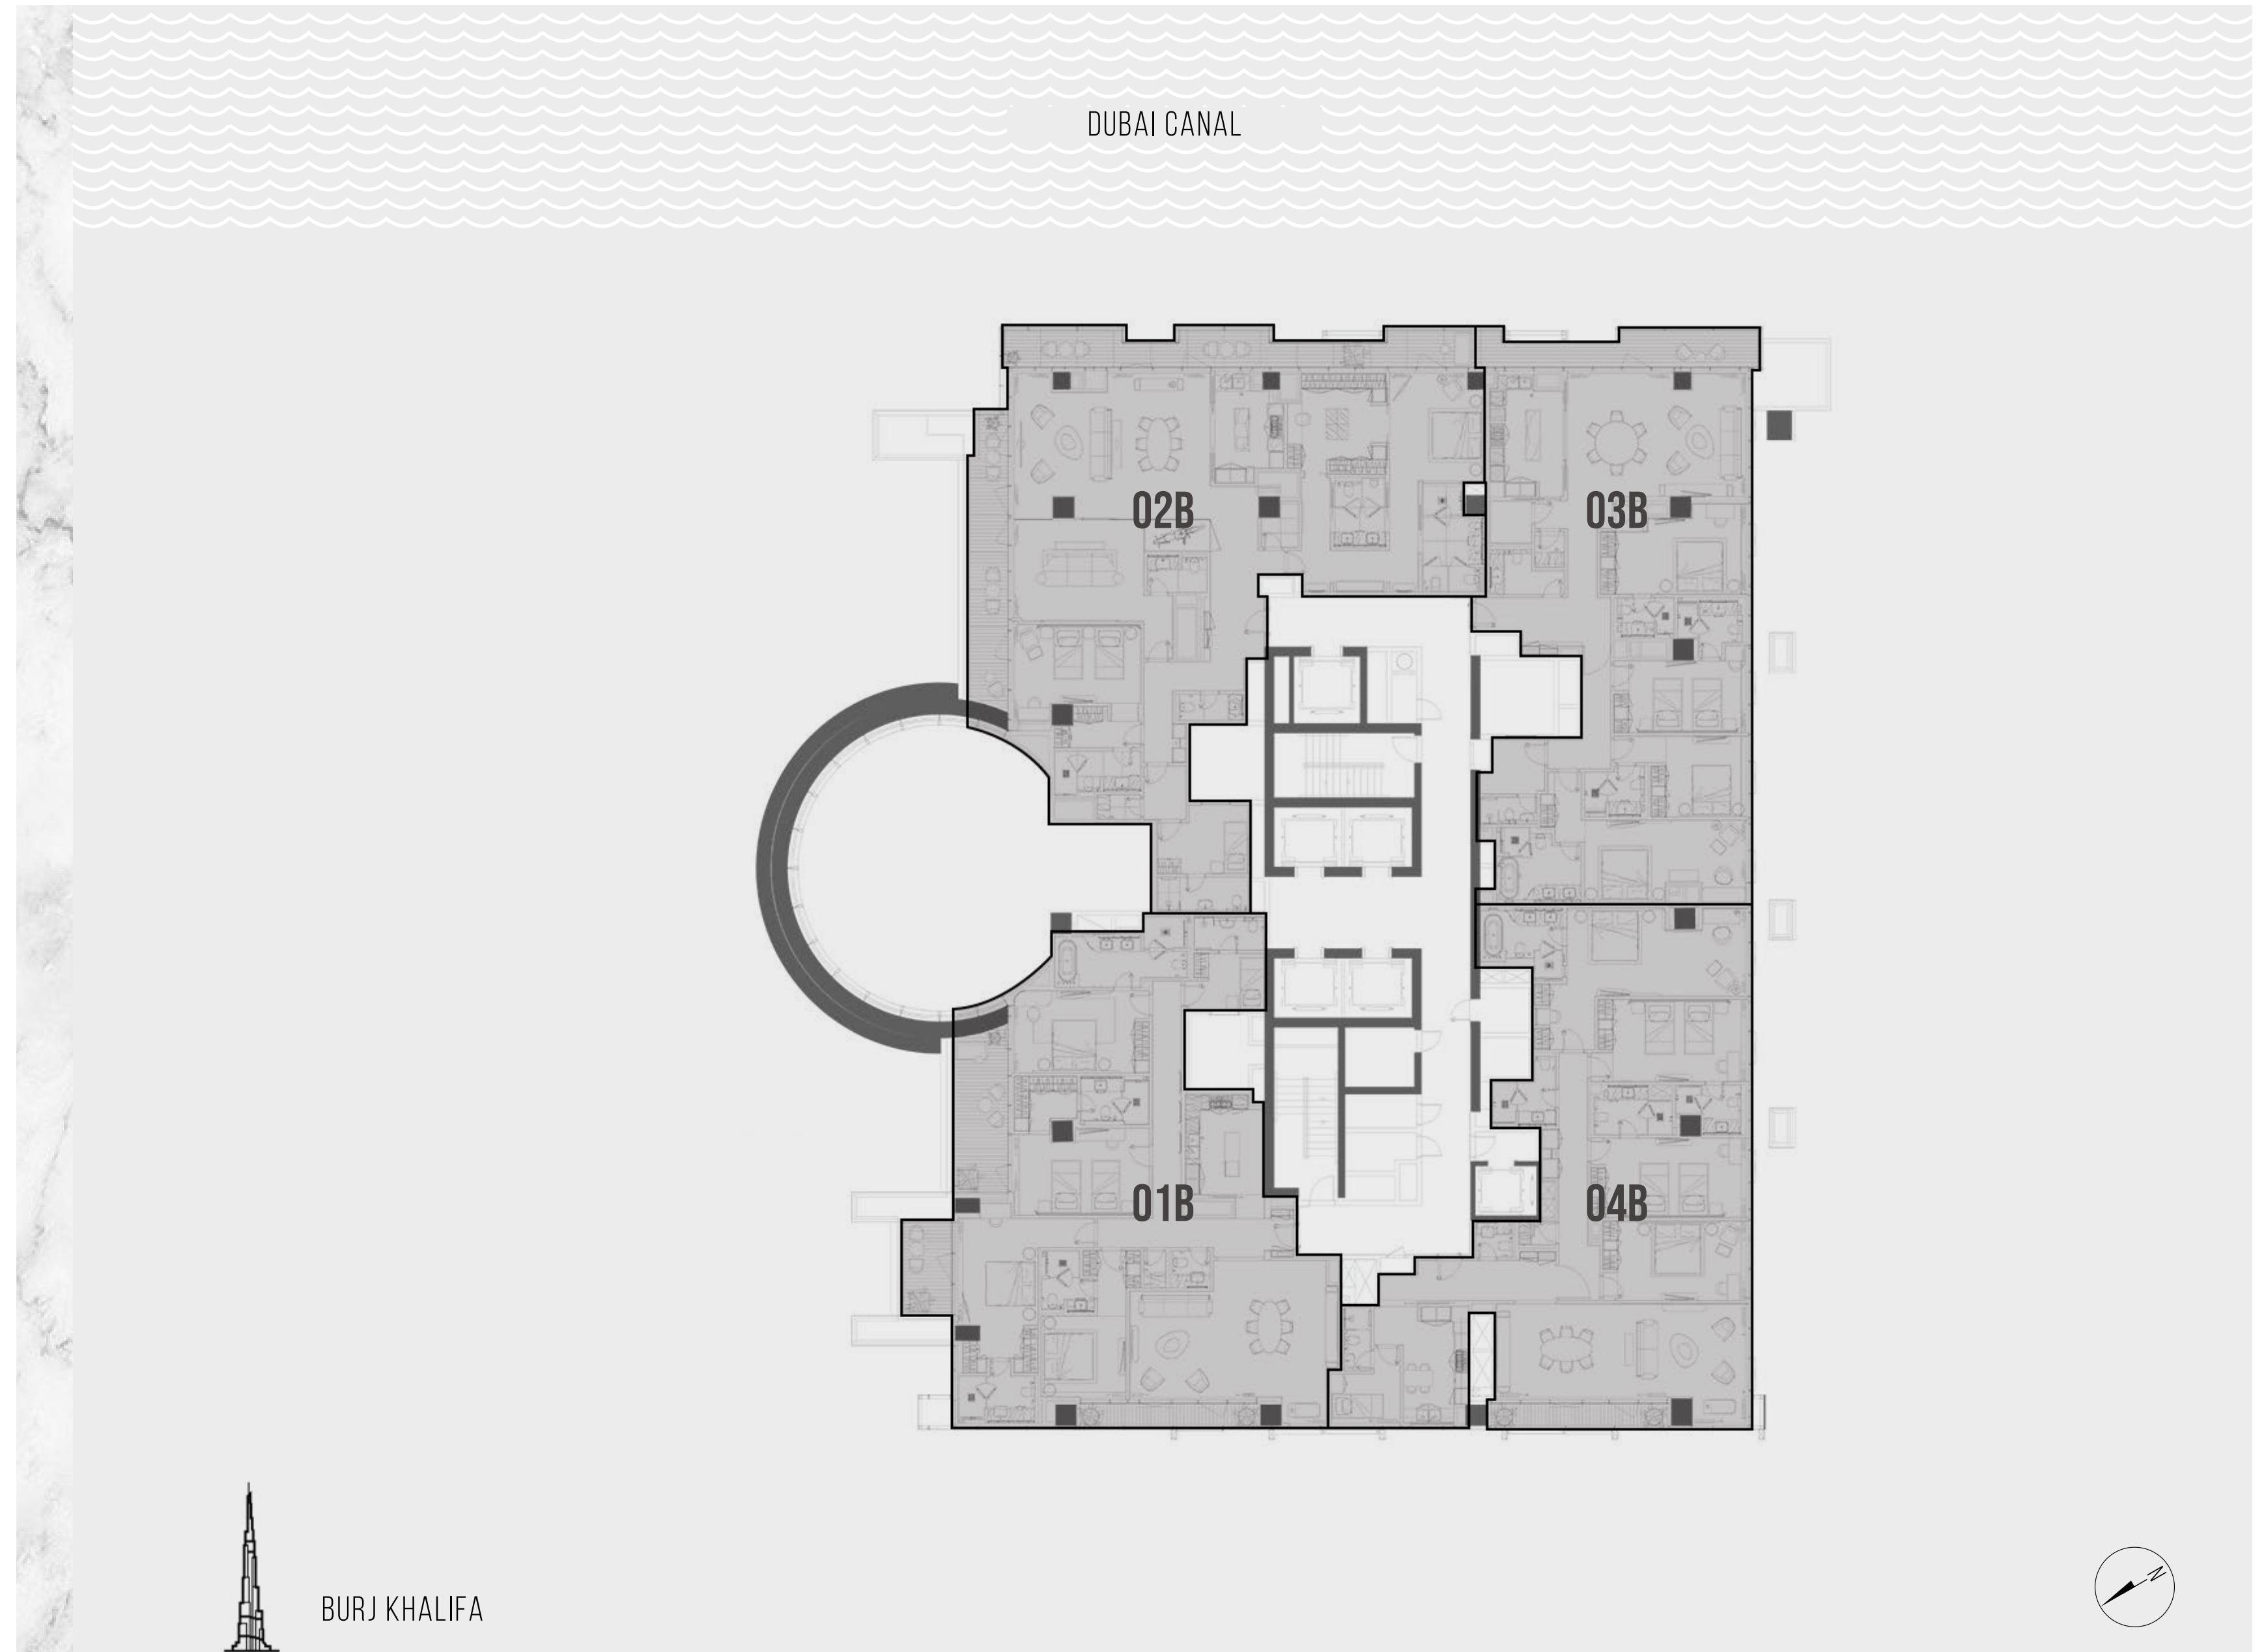 DUBAI CANAL
02B
03B
01B
04B
BURJ KHALIFA
N